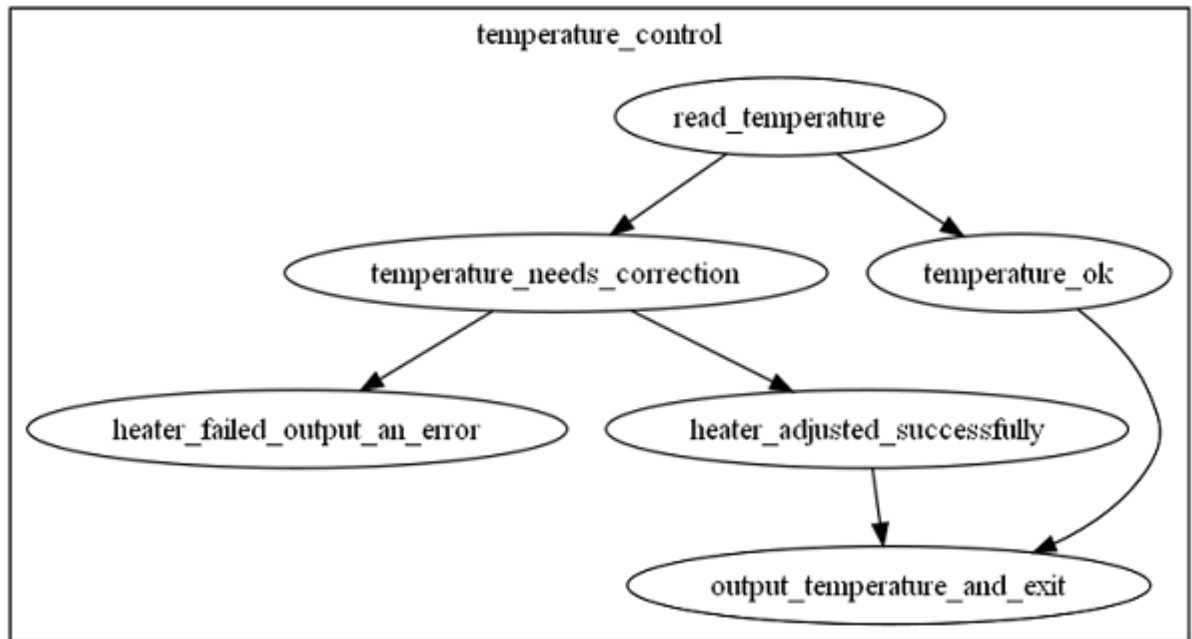 temperature_control
read_temperature
temperature_needs_correction
temperature_ok
heater_failed_output_an_error
heater_adjusted_successfully
output_temperature_and_exit